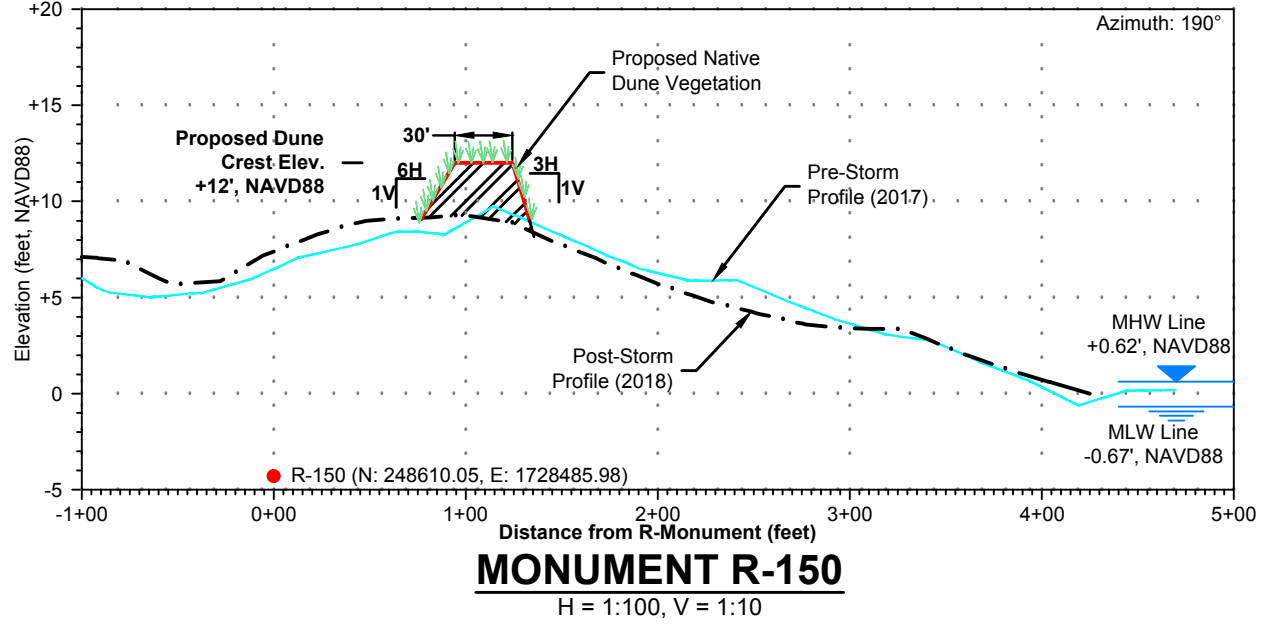 +20
+15
+10
+5
0
-5
Elevation (feet, NAVD88)
Azimuth: 190°
Proposed Native
Dune Vegetation
30'
Proposed Dune
Crest Elev.
+12', NAVD88
6H
1V
3H
1V
Pre-Storm
Profile (2017)
Post-Storm
Profile (2018)
MHW Line
+0.62', NAVD88
MLW Line
-0.67', NAVD88
R-150 (N: 248610.05, E: 1728485.98)
-1+00
0+00
1+00
2+00
3+00
4+00
5+00
Distance from R-Monument (feet)
MONUMENT R-150
H = 1:100, V = 1:10